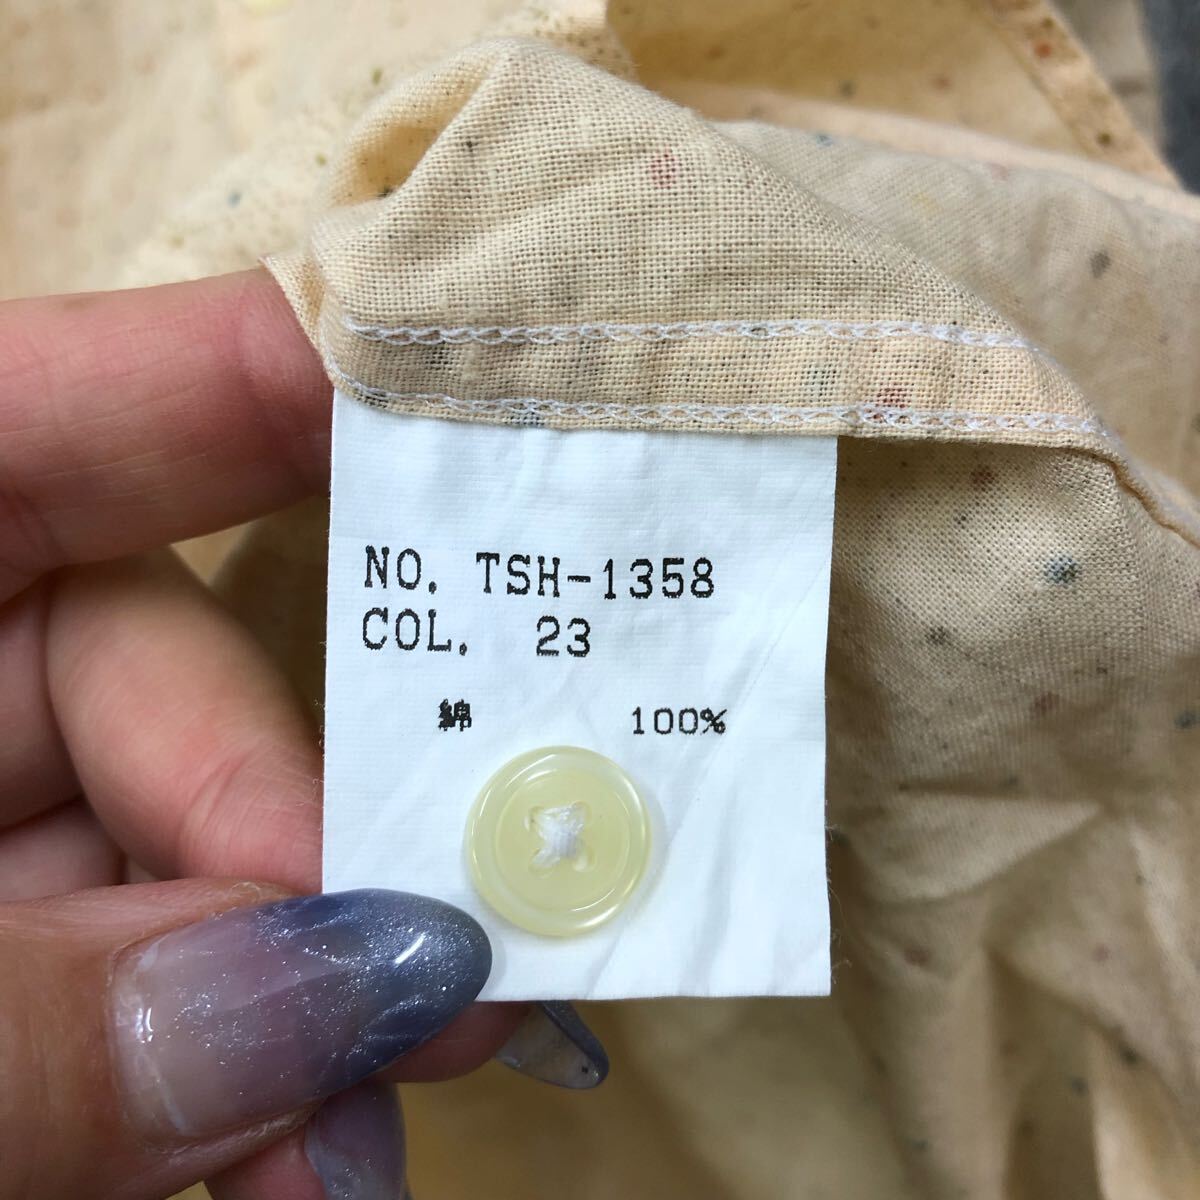 NO. TSH-1358
COL. 23
綿 100%